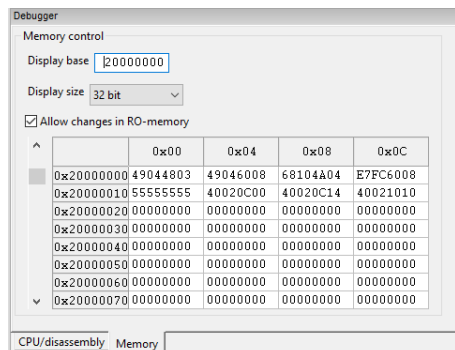 Debugger
Memory control
Display base 20000000
Display size 32 bit
Allow changes in RO-memory
0x00 0x04 0x08 0x0C
0x20000000 49044803 49046008 68104A04 E7FC6008
0x20000010 55555555 40020C00 40020C14 40021010
0x20000020 00000000 00000000 00000000 00000000
0x20000030 00000000 00000000 00000000 00000000
0x20000040 00000000 00000000 00000000 00000000
0x20000050 00000000 00000000 00000000 00000000
0x20000060 00000000 00000000 00000000 00000000
0x20000070 00000000 00000000 00000000 00000000
CPU/disassembly Memory